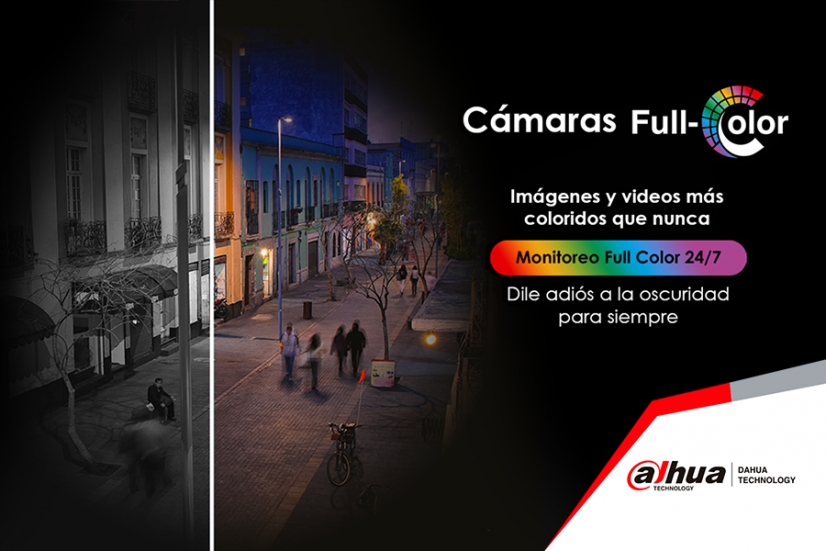 Cámaras Full-Color
Imágenes y videos más
coloridos que nunca
Monitoreo Full Color 24/7
Dile adiós a la oscuridad
para siempre
alhua
TECHNOLOGY
DAHUA
TECHNOLOGY